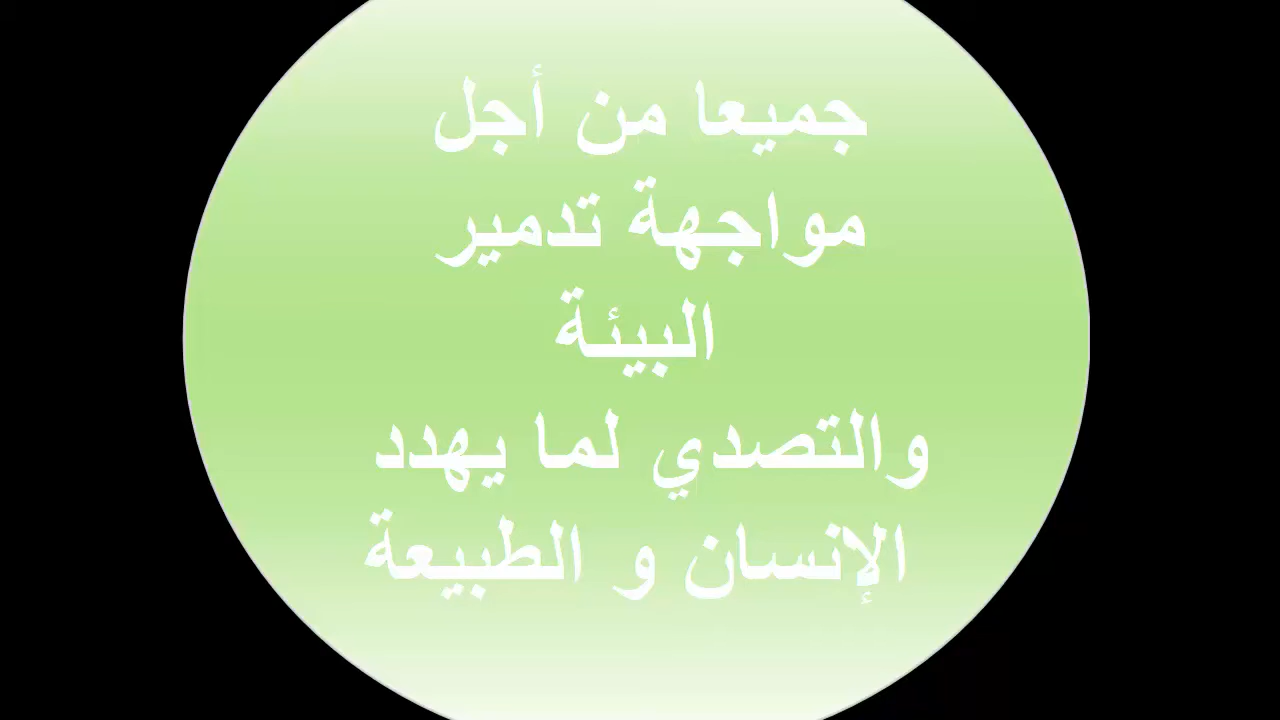 جميعا من أجل
مواجهة تدمير
البيئة
والتصدي لما يهدد
الإنسان و الطبيعة